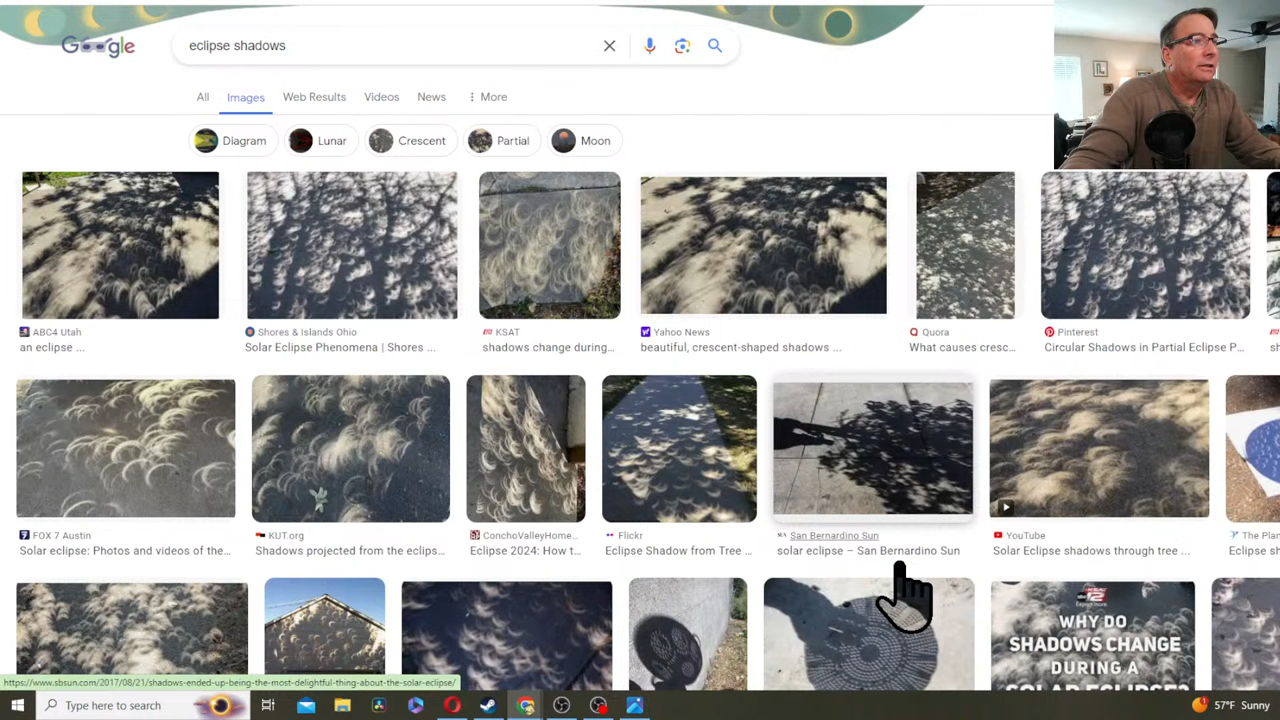 Google
eclipse shadows
All Images Web Results Videos News More
Diagram Lunar Crescent Partial Moon
ABC4 Utah
an eclipse ...
Shores & Islands Ohio
Solar Eclipse Phenomena | Shores ...
KSAT
shadows change during...
Yahoo News
beautiful, crescent-shaped shadows ...
Quora
What causes cresc...
Pinterest
Circular Shadows in Partial Eclipse P...
FOX 7 Austin
Solar eclipse: Photos and videos of the...
KUT.org
Shadows projected from the eclips...
ConchoValleyHome...
Eclipse 2024: How t...
Flickr
Eclipse Shadow from Tree ...
San Bernardino Sun
solar eclipse – San Bernardino Sun
YouTube
Solar Eclipse shadows through tree ...
The Plan
Eclipse sh
12
WHY DO
SHADOWS CHANGE
DURING A
SOLAR ECLIPSE?
https://www.sbsun.com/2017/08/21/shadows-ended-up-being-the-most-delightful-thing-about-the-solar-eclipse/
Type here to search
57°F Sunny